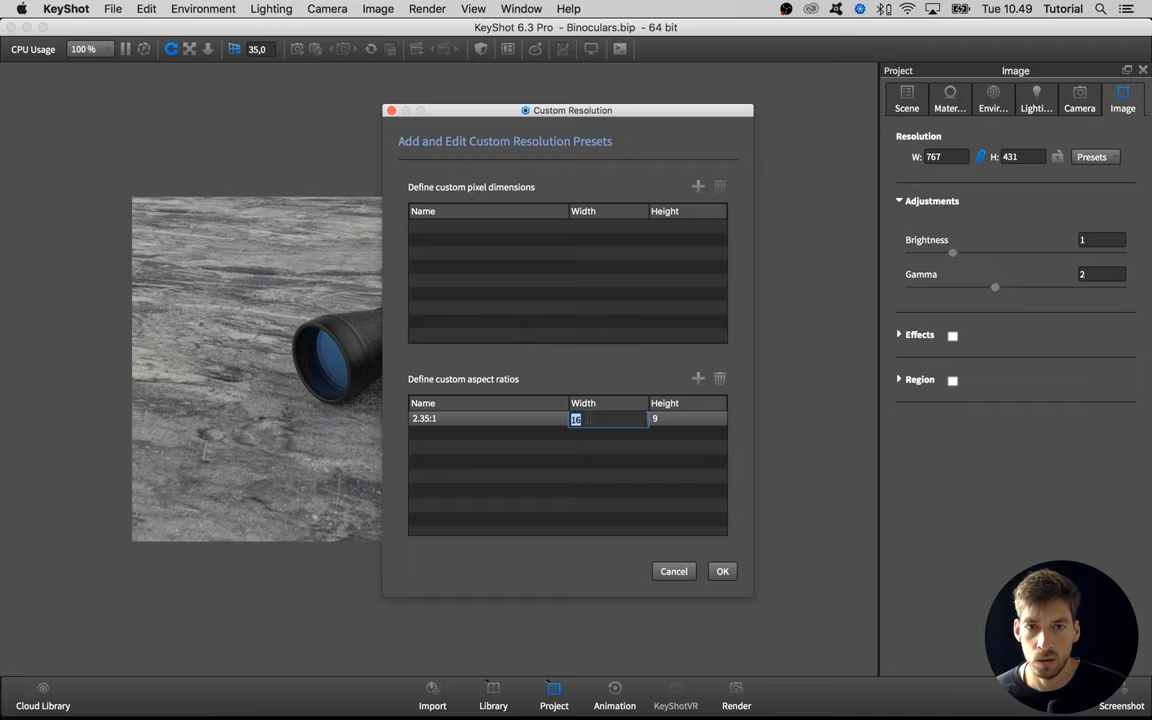 KeyShot File Edit Environment Lighting Camera Image Render View Window Help Tue 10.49 Tutorial
KeyShot 6.3 Pro - Binoculars.bip - 64 bit
CPU Usage 100 % 35,0
Project Image
Scene Mater... Envir... Lighti... Camera Image
Custom Resolution
Add and Edit Custom Resolution Presets
Resolution
W: 767 H: 431 Presets
Define custom pixel dimensions
Name Width Height
Adjustments
Brightness 1
Gamma 2
Effects
Region
Define custom aspect ratios
Name Width Height
2.35:1 16 9
Cancel OK
Cloud Library Import Library Project Animation KeyShotVR Render Screenshot